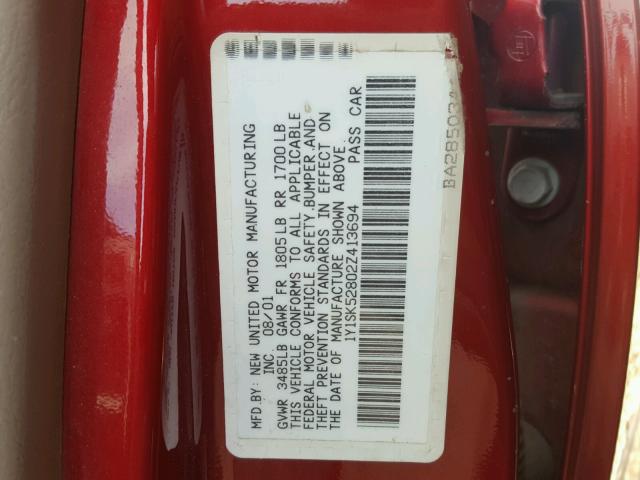 MFD.BY: NEW UNITED MOTOR MANUFACTURING
INC. 08/01
GVWR 3485LB GAWR FR 1805LB RR 1700LB
THIS VEHICLE CONFORMS TO ALL APPLICABLE
FEDERAL MOTOR VEHICLE SAFETY,BUMPER,AND
THEFT PREVENTION STANDARDS IN EFFECT ON
THE DATE OF MANUFACTURE SHOWN ABOVE.
1Y1SK52802Z413694 PASS CAR
BA285034